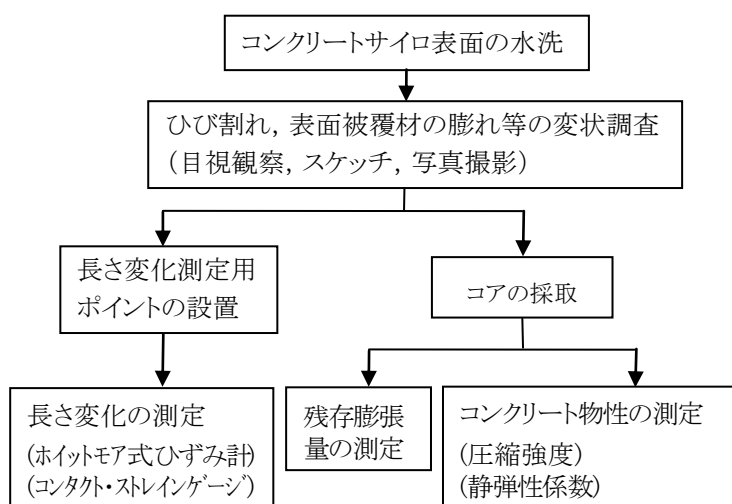 コンクリートサイロ表面の水洗
ひび割れ, 表面被覆材の膨れ等の変状調査
(目視観察, スケッチ, 写真撮影)
長さ変化測定用
ポイントの設置
コアの採取
長さ変化の測定
(ﾎｲｯﾄﾓｱ式ひずみ計)
(ｺﾝﾀｸﾄ・ｽﾄﾚｲﾝｹﾞｰｼﾞ)
残存膨張
量の測定
コンクリート物性の測定
(圧縮強度)
(静弾性係数)